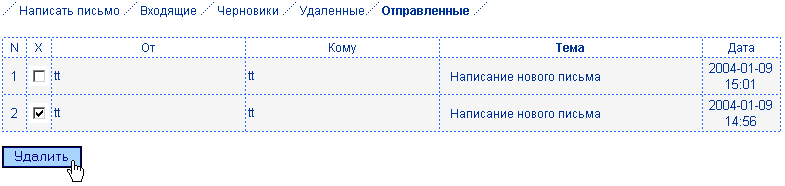 Написать письмо Входящие Черновики Удаленные Отправленные
N X От Кому Тема Дата
1 tt tt Написание нового письма 2004-01-09 15:01
2 tt tt Написание нового письма 2004-01-09 14:56
Удалить